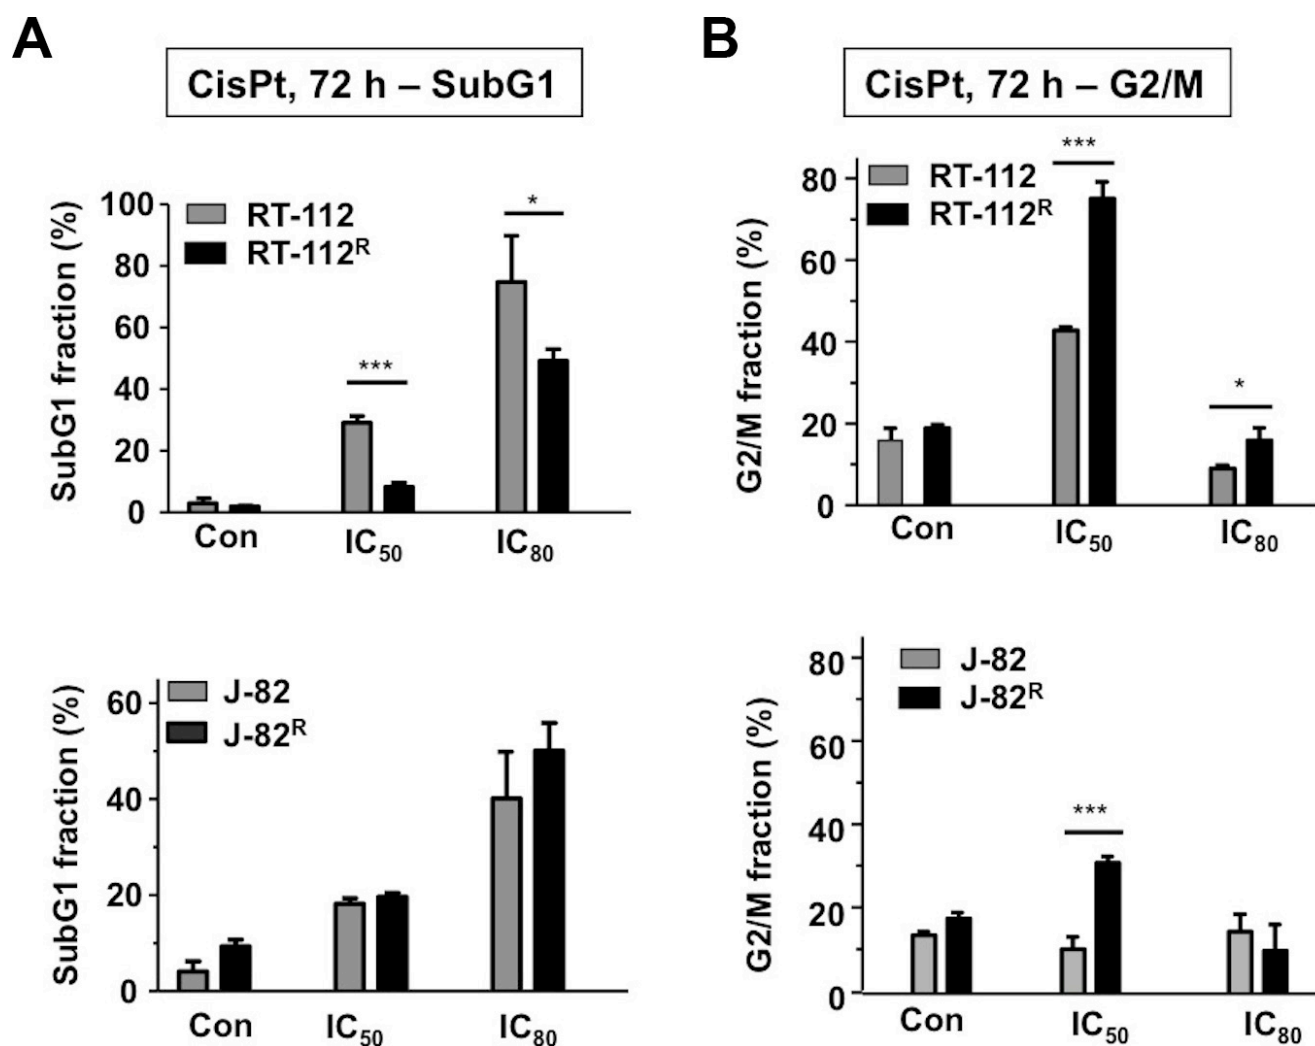 A
CisPt, 72 h – SubG1
SubG1 fraction (%)
100
80
60
40
20
0
RT-112
RT-112ᴿ
***
*
Con
IC₅₀
IC₈₀
SubG1 fraction (%)
60
40
20
0
J-82
J-82ᴿ
Con
IC₅₀
IC₈₀
B
CisPt, 72 h – G2/M
G2/M fraction (%)
80
60
40
20
0
RT-112
RT-112ᴿ
***
*
Con
IC₅₀
IC₈₀
G2/M fraction (%)
80
60
40
20
0
J-82
J-82ᴿ
***
Con
IC₅₀
IC₈₀